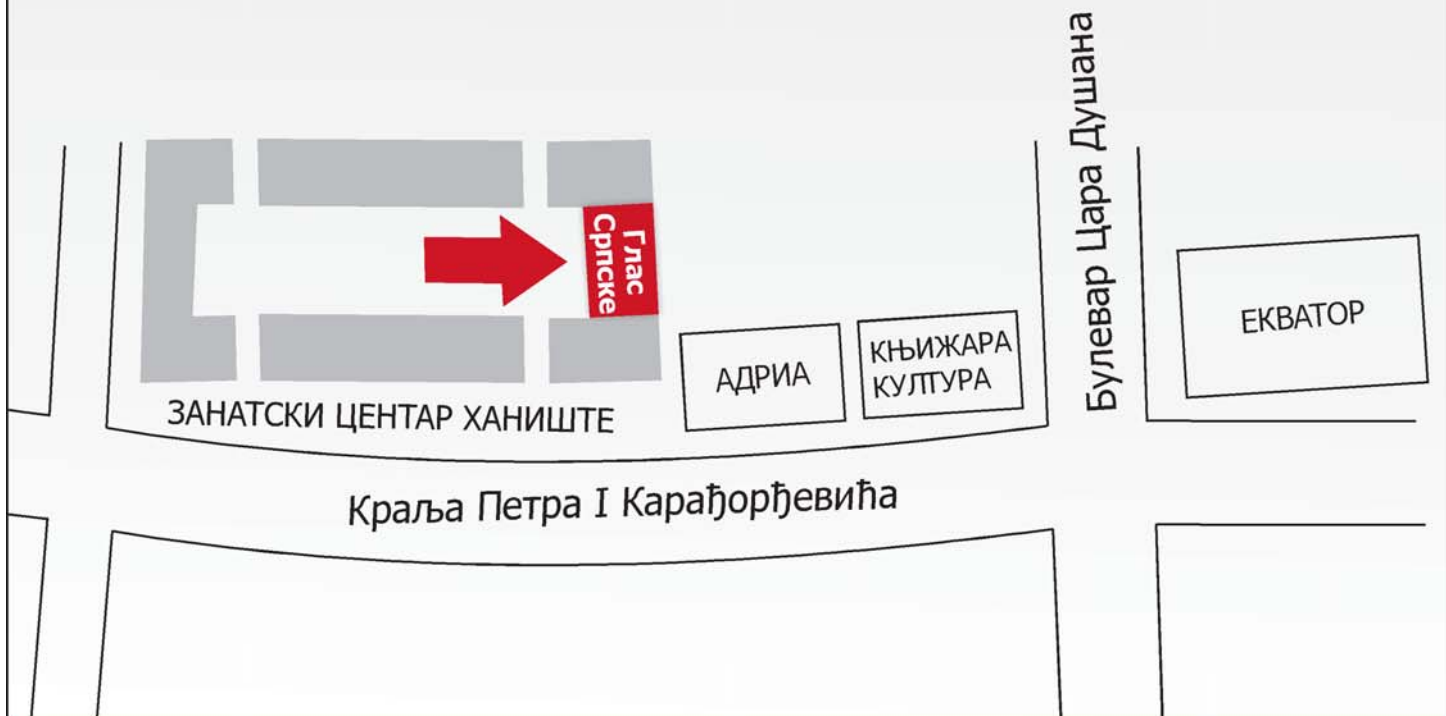 Глас
Српске
АДРИА
КЊИЖАРА
КУЛТУРА
Булевар Цара Душана
ЕКВАТОР
ЗАНАТСКИ ЦЕНТАР ХАНИШТЕ
Краља Петра I Карађорђевића